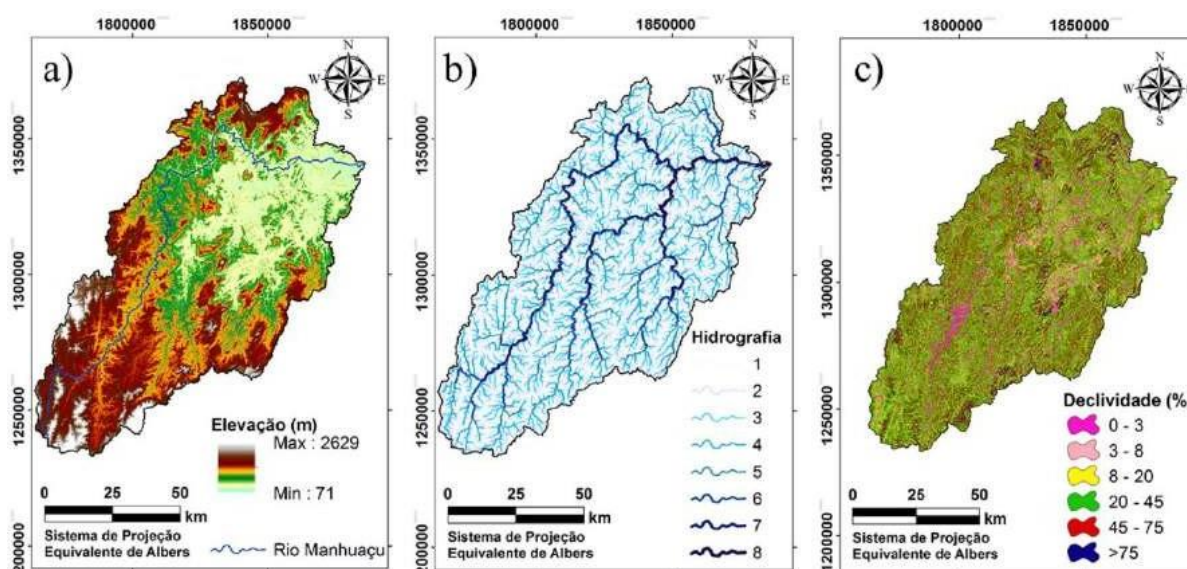 1800000
1850000
a)
N
W
E
S
1350000
1300000
1250000
Elevação (m)
Max : 2629
Min : 71
0
25
50
km
Sistema de Projeção
Equivalente de Albers
Rio Manhuaçu
1800000
1850000
b)
N
W
E
S
1350000
1300000
1250000
Hidrografia
1
2
3
4
5
6
7
8
0
25
50
km
Sistema de Projeção
Equivalente de Albers
1800000
1850000
c)
N
W
E
S
1350000
1300000
1250000
1200000
Declividade (%
0 - 3
3 - 8
8 - 20
20 - 45
45 - 75
>75
0
25
50
km
Sistema de Projeção
Equivalente de Albers